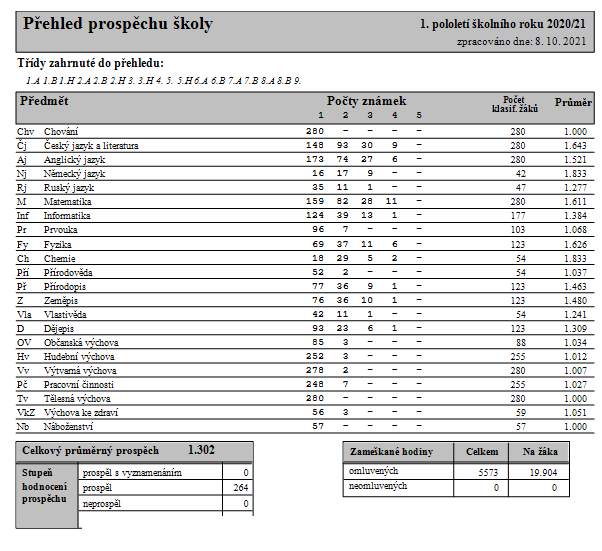 Přehled prospěchu školy 1. pololetí školního roku 2020/21
zpracováno dne: 8. 10. 2021
Třídy zahrnuté do přehledu:
1.A 1.B 1.H 2.A 2.B 2.H 3. 3.H 4. 5. 5.H 6.A 6.B 7.A 7.B 8.A 8.B 9.
Předmět Počty známek Počet klasif. žáků Průměr
1 2 3 4 5
Chv Chování 280 – – – – 280 1.000
Čj Český jazyk a literatura 148 93 30 9 – 280 1.643
Aj Anglický jazyk 173 74 27 6 – 280 1.521
Nj Německý jazyk 16 17 9 – – 42 1.833
Rj Ruský jazyk 35 11 1 – – 47 1.277
M Matematika 159 82 28 11 – 280 1.611
Inf Informatika 124 39 13 1 – 177 1.384
Pr Prvouka 96 7 – – – 103 1.068
Fy Fyzika 69 37 11 6 – 123 1.626
Ch Chemie 18 29 5 2 – 54 1.833
Pří Přírodověda 52 2 – – – 54 1.037
Př Přírodopis 77 36 9 1 – 123 1.463
Z Zeměpis 76 36 10 1 – 123 1.480
Vla Vlastivěda 42 11 1 – – 54 1.241
D Dějepis 93 23 6 1 – 123 1.309
OV Občanská výchova 85 3 – – – 88 1.034
Hv Hudební výchova 252 3 – – – 255 1.012
Vv Výtvarná výchova 278 2 – – – 280 1.007
Pč Pracovní činnosti 248 7 – – – 255 1.027
Tv Tělesná výchova 280 – – – – 280 1.000
VkZ Výchova ke zdraví 56 3 – – – 59 1.051
Nb Náboženství 57 – – – – 57 1.000
Celkový průměrný prospěch 1.302
Stupeň hodnocení prospěchu
prospěl s vyznamenáním 0
prospěl 264
neprospěl 0
Zameškané hodiny Celkem Na žáka
omluvených 5573 19.904
neomluvených 0 0